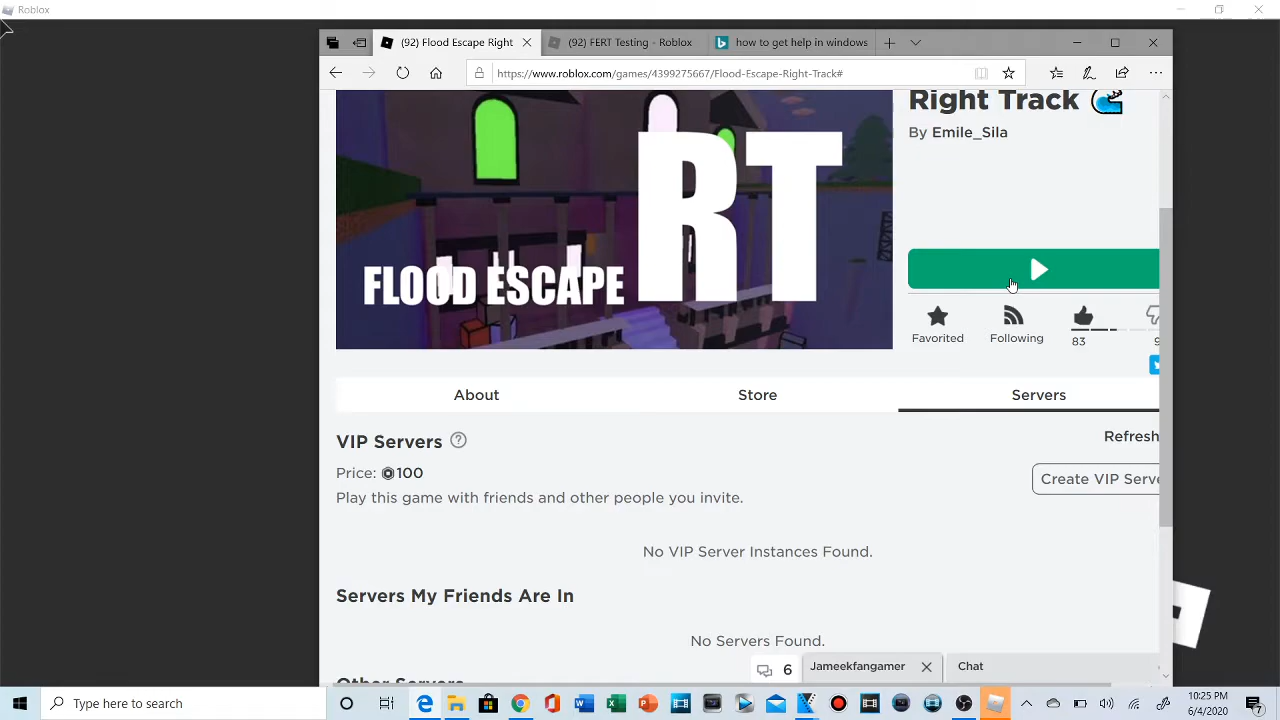 Roblox
(92) Flood Escape Right
(92) FERT Testing - Roblox
how to get help in windows
https://www.roblox.com/games/4399275667/Flood-Escape-Right-Track#
Right Track
By Emile_Sila
FLOOD ESCAPE RT
Favorited
Following
83
9
About
Store
Servers
VIP Servers
Refresh
Price: 100
Create VIP Serve
Play this game with friends and other people you invite.
No VIP Server Instances Found.
Servers My Friends Are In
No Servers Found.
6
Jameekfangamer
Chat
Other Servers
Type here to search
10:25 PM
6/4/2020
7